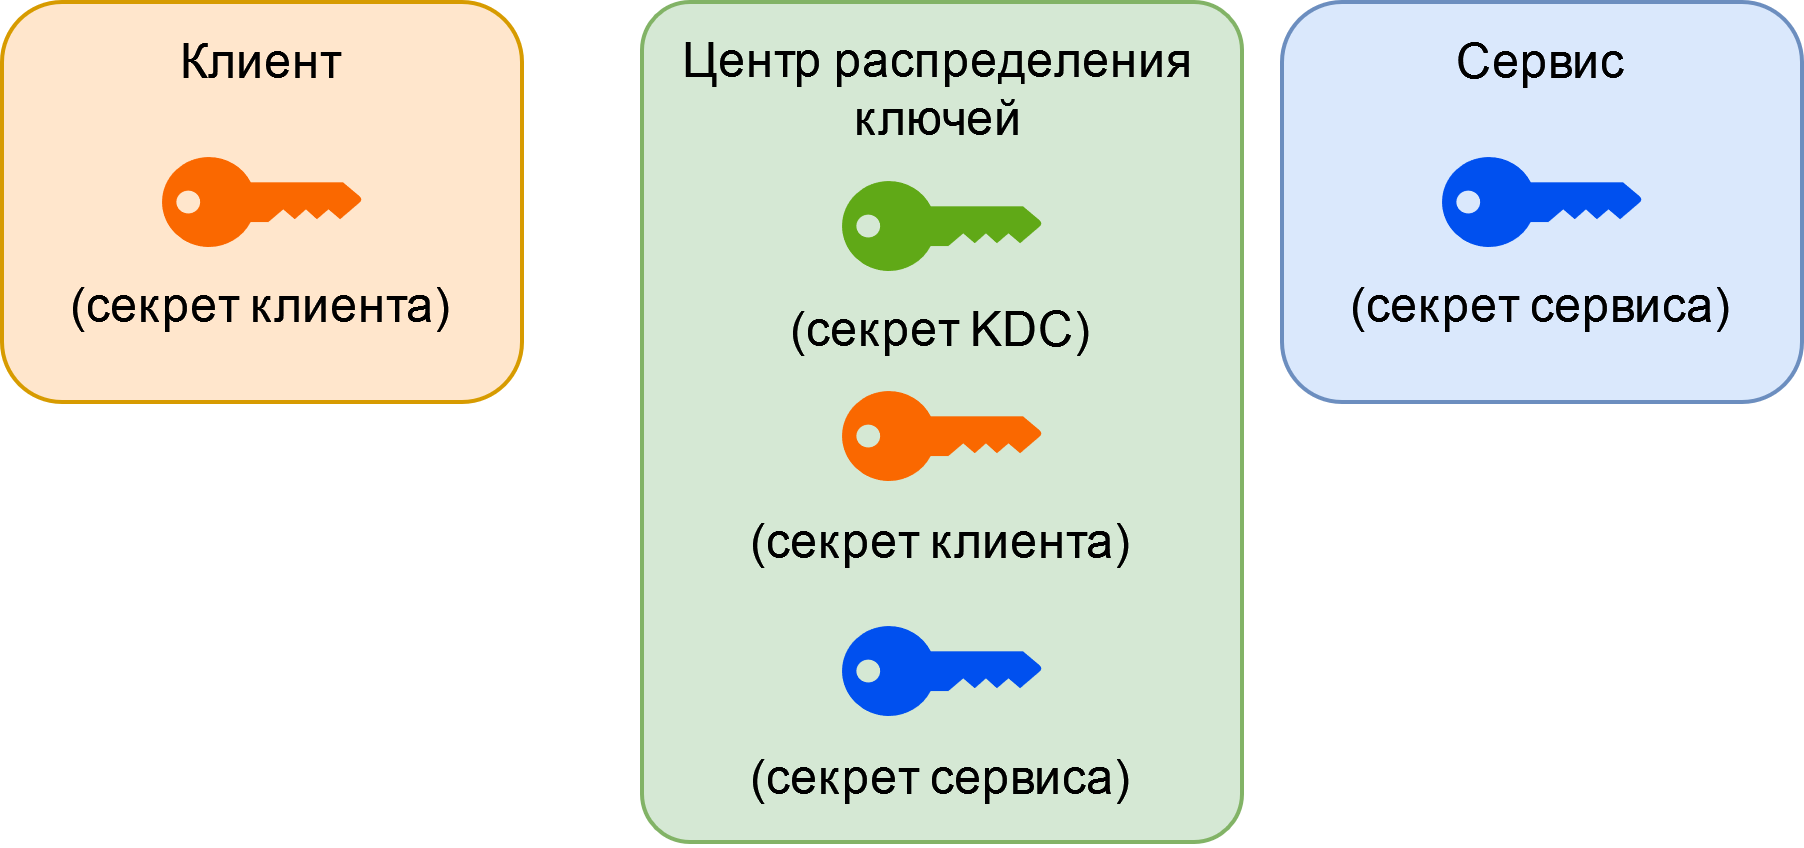 Клиент
(секрет клиента)
Центр распределения
ключей
(секрет KDC)
(секрет клиента)
(секрет сервиса)
Сервис
(секрет сервиса)